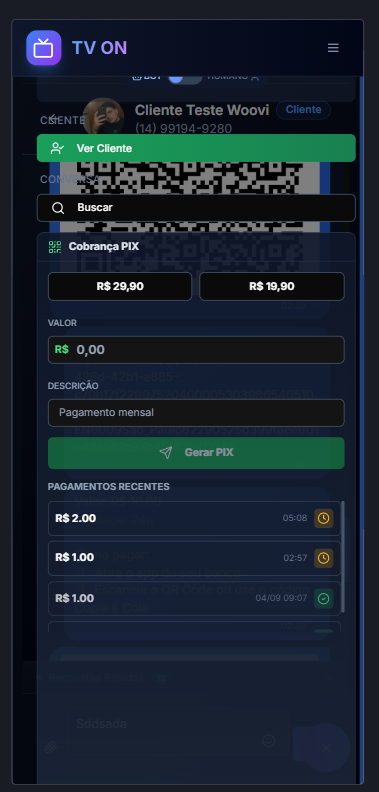 TV ON
BOT
HUMANO
Cliente Teste Woovi
Cliente
CLIENTE
(14) 99194-9280
Ver Cliente
CONVERSA
Buscar
Cobrança PIX
R$ 29,90
R$ 19,90
VALOR
R$ 0,00
DESCRIÇÃO
Pagamento mensal
Gerar PIX
PAGAMENTOS RECENTES
R$ 2.00
05:08
R$ 1.00
02:57
R$ 1.00
04/09 09:07
Sodsada